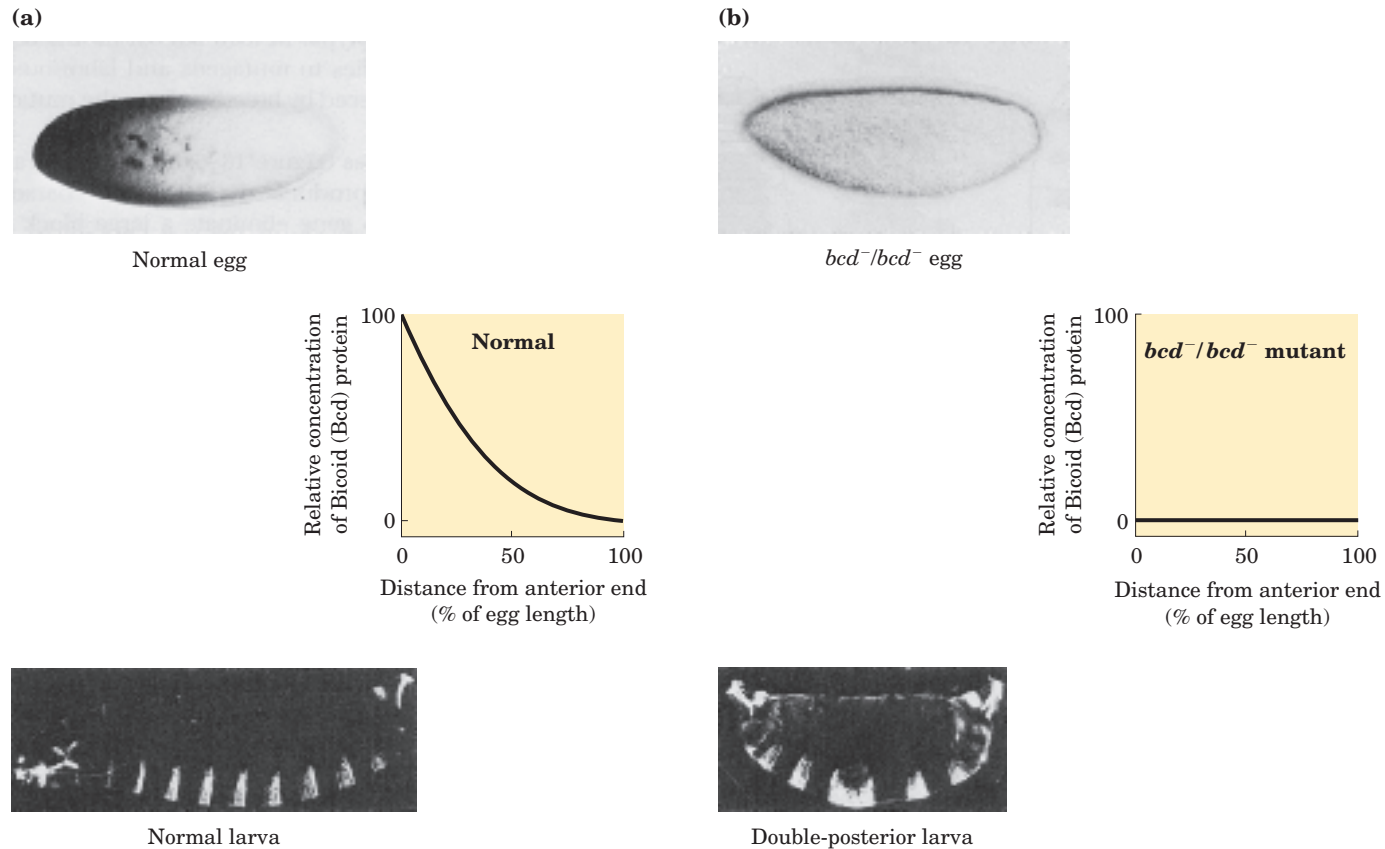 (a)
Normal egg
Relative concentration
of Bicoid (Bcd) protein
100
0
Normal
0 50 100
Distance from anterior end
(% of egg length)
Normal larva
(b)
bcd⁻/bcd⁻ egg
Relative concentration
of Bicoid (Bcd) protein
100
0
bcd⁻/bcd⁻ mutant
0 50 100
Distance from anterior end
(% of egg length)
Double-posterior larva